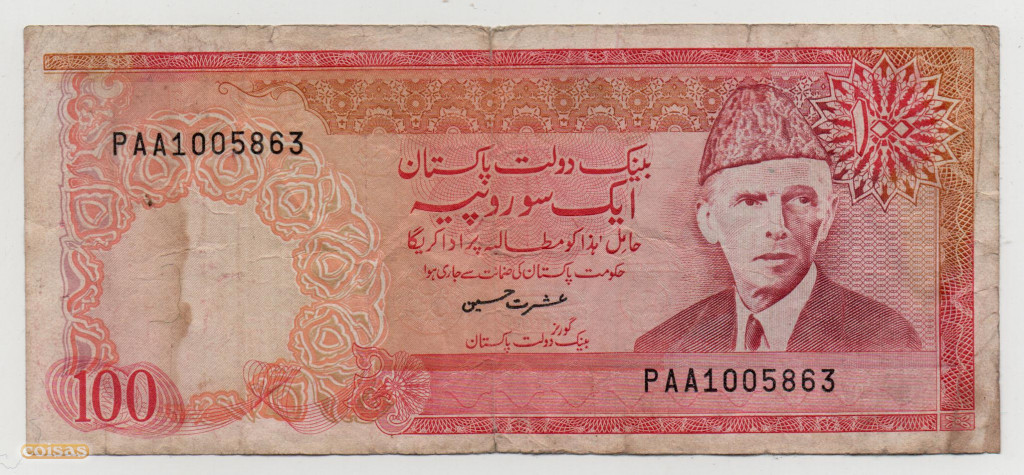 ۱۰۰
PAA1005863
بینک دولت پاکستان
ایک سو روپیہ
حامل ہذا کو مطالبہ پر ادا کریگا
حکومت پاکستان کی ضمانت سے جاری ہوا
عشرت حسین
گورنر
بینک دولت پاکستان
PAA1005863
100
coisas